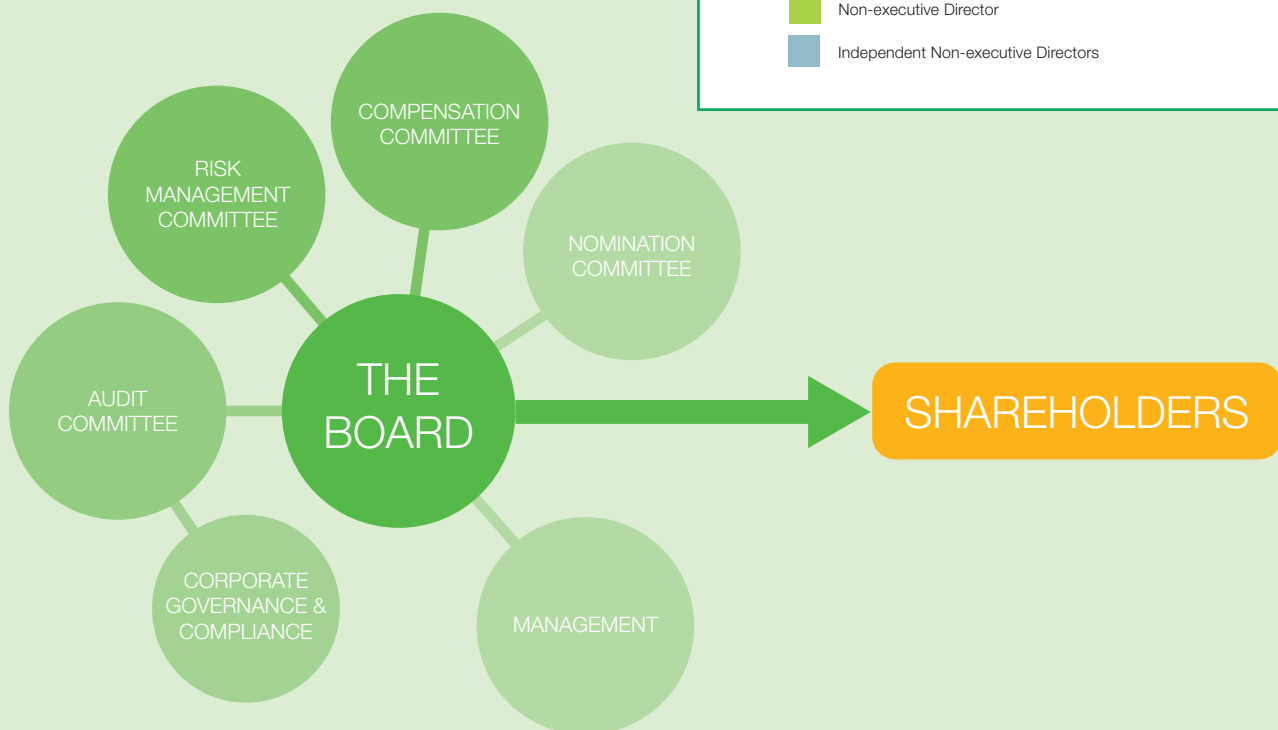 Non-executive Director
Independent Non-executive Directors
COMPENSATION
COMMITTEE
RISK
MANAGEMENT
COMMITTEE
NOMINATION
COMMITTEE
THE
BOARD
SHAREHOLDERS
AUDIT
COMMITTEE
CORPORATE
GOVERNANCE &
COMPLIANCE
MANAGEMENT